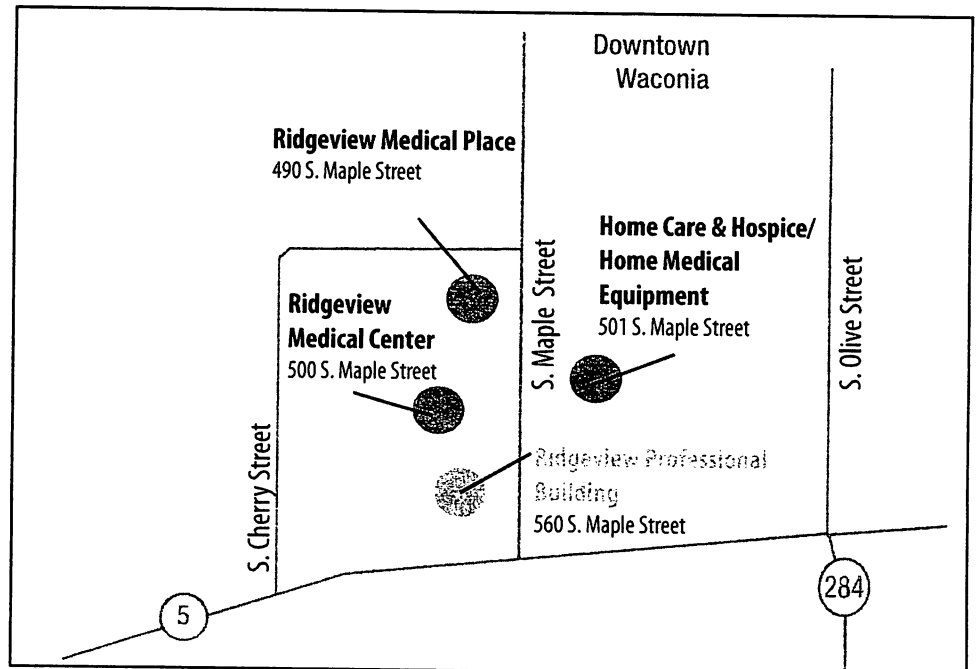 Downtown
Waconia
Ridgeview Medical Place
490 S. Maple Street
Home Care & Hospice/
Home Medical
Equipment
501 S. Maple Street
Ridgeview
Medical Center
500 S. Maple Street
S. Maple Street
S. Olive Street
S. Cherry Street
Ridgeview Professional
Building
560 S. Maple Street
5
284